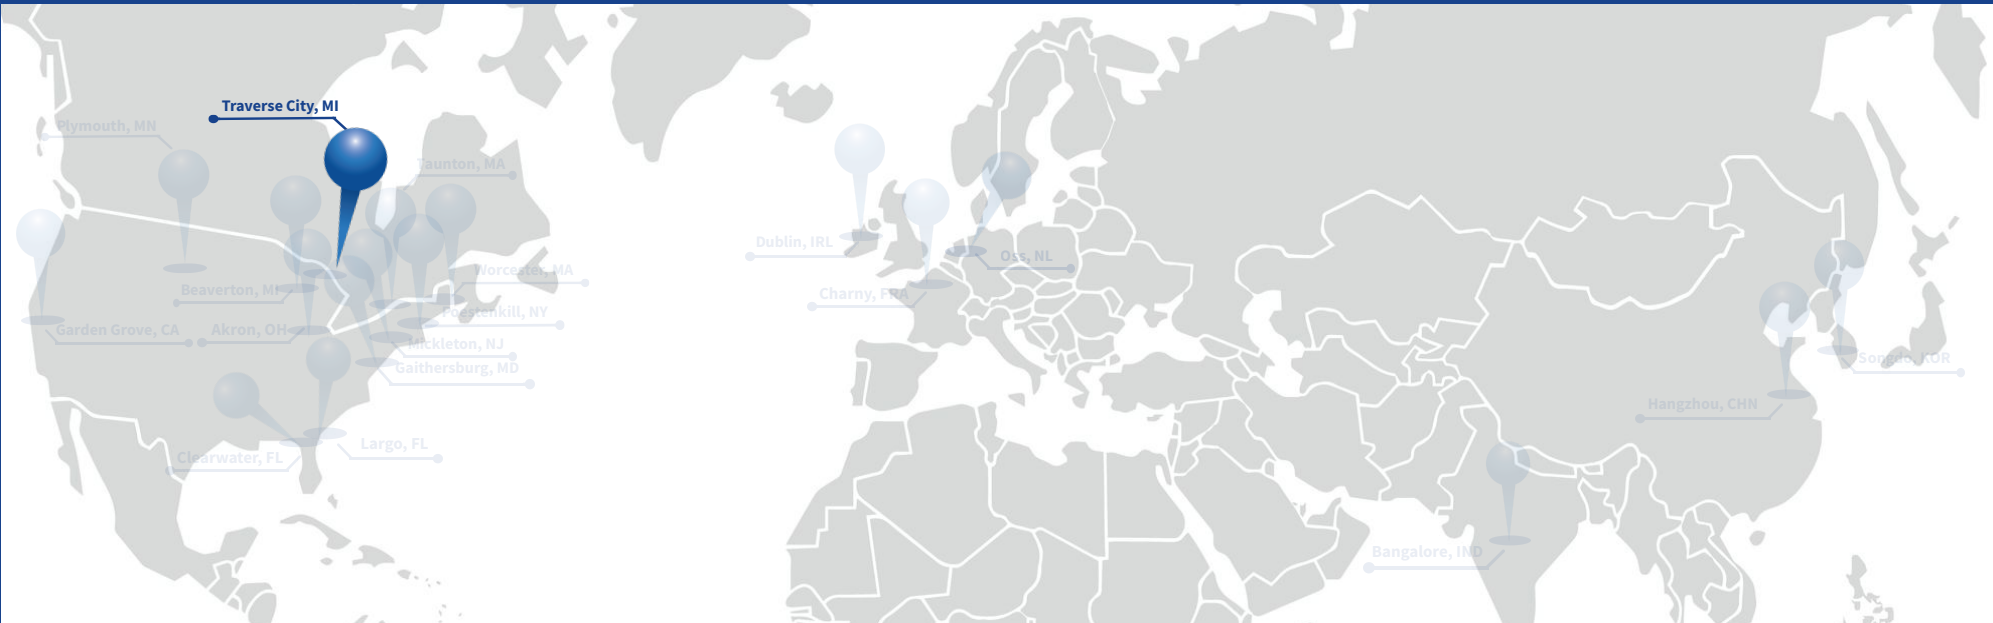 Traverse City, MI
Plymouth, MN
Taunton, MA
Dublin, IRL
Oss, NL
Worcester, MA
Beaverton, MI
Charny, FRA
Poestenkill, NY
Garden Grove, CA
Akron, OH
Mickleton, NJ
Songdo, KOR
Gaithersburg, MD
Hangzhou, CHN
Largo, FL
Clearwater, FL
Bangalore, IND